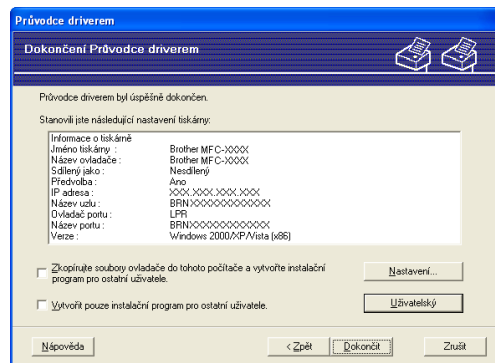 Průvodce driverem
Dokončení Průvodce driverem
Průvodce driverem byl úspěšně dokončen.
Stanovili jste následující nastavení tiskárny:
Informace o tiskárně
Jméno tiskárny : Brother MFC-XXXX
Název ovladače : Brother MFC-XXXX
Sdílený jako : Nesdílený
Předvolba : Ano
IP adresa : XXX.XXX.XXX.XXX
Název uzlu : BRNXXXXXXXXXXXX
Ovladač portu : LPR
Název portu : BRNXXXXXXXXXXXX
Verze : Windows 2000/XP/Vista (x86)
Zkopírujte soubory ovladače do tohoto počítače a vytvořte instalační
program pro ostatní uživatele.
Nastavení...
Vytvořit pouze instalační program pro ostatní uživatele.
Uživatelský
Nápověda
< Zpět
Dokončit
Zrušit